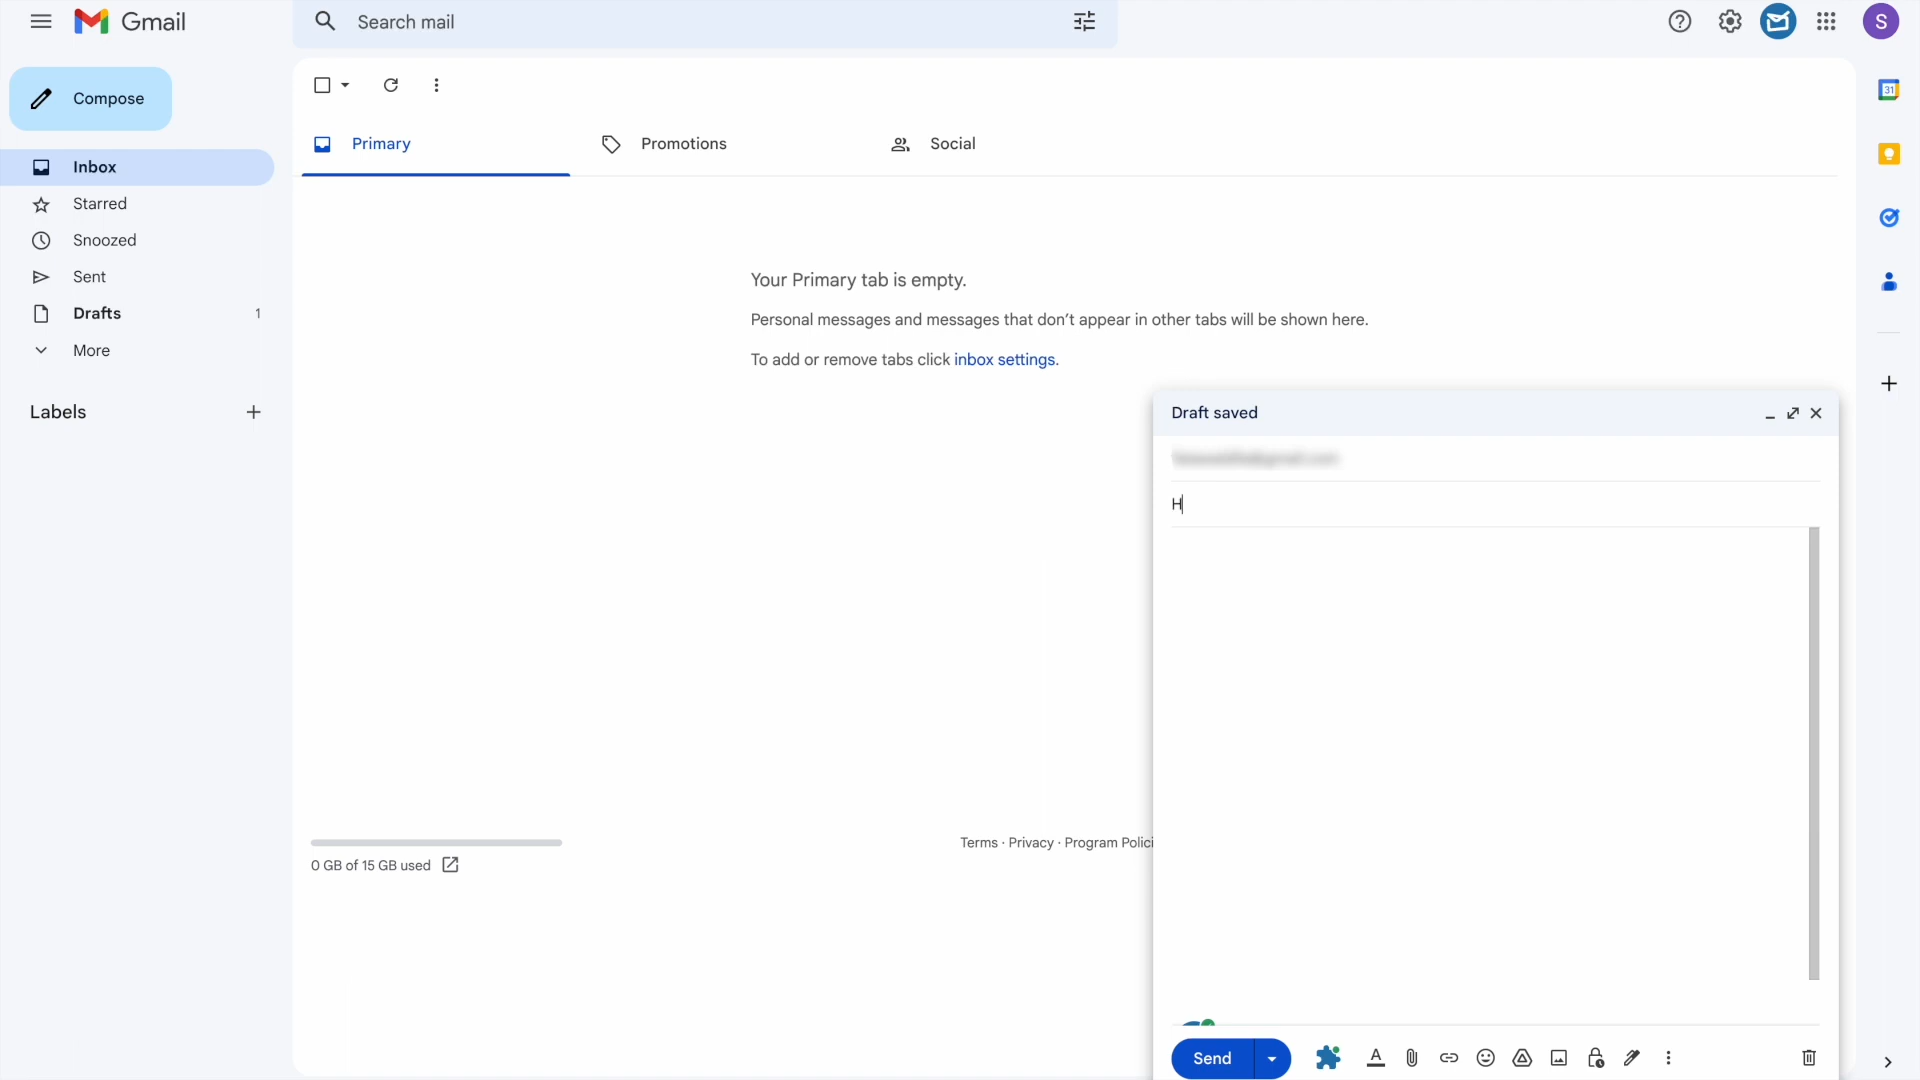 Gmail
Search mail
S
Compose
31
Primary
Promotions
Social
Inbox
Starred
Snoozed
Sent
Drafts 1
More
Labels
Your Primary tab is empty.
Personal messages and messages that don’t appear in other tabs will be shown here.
To add or remove tabs click inbox settings.
Draft saved
H
Terms · Privacy · Program Polici
0 GB of 15 GB used
Send